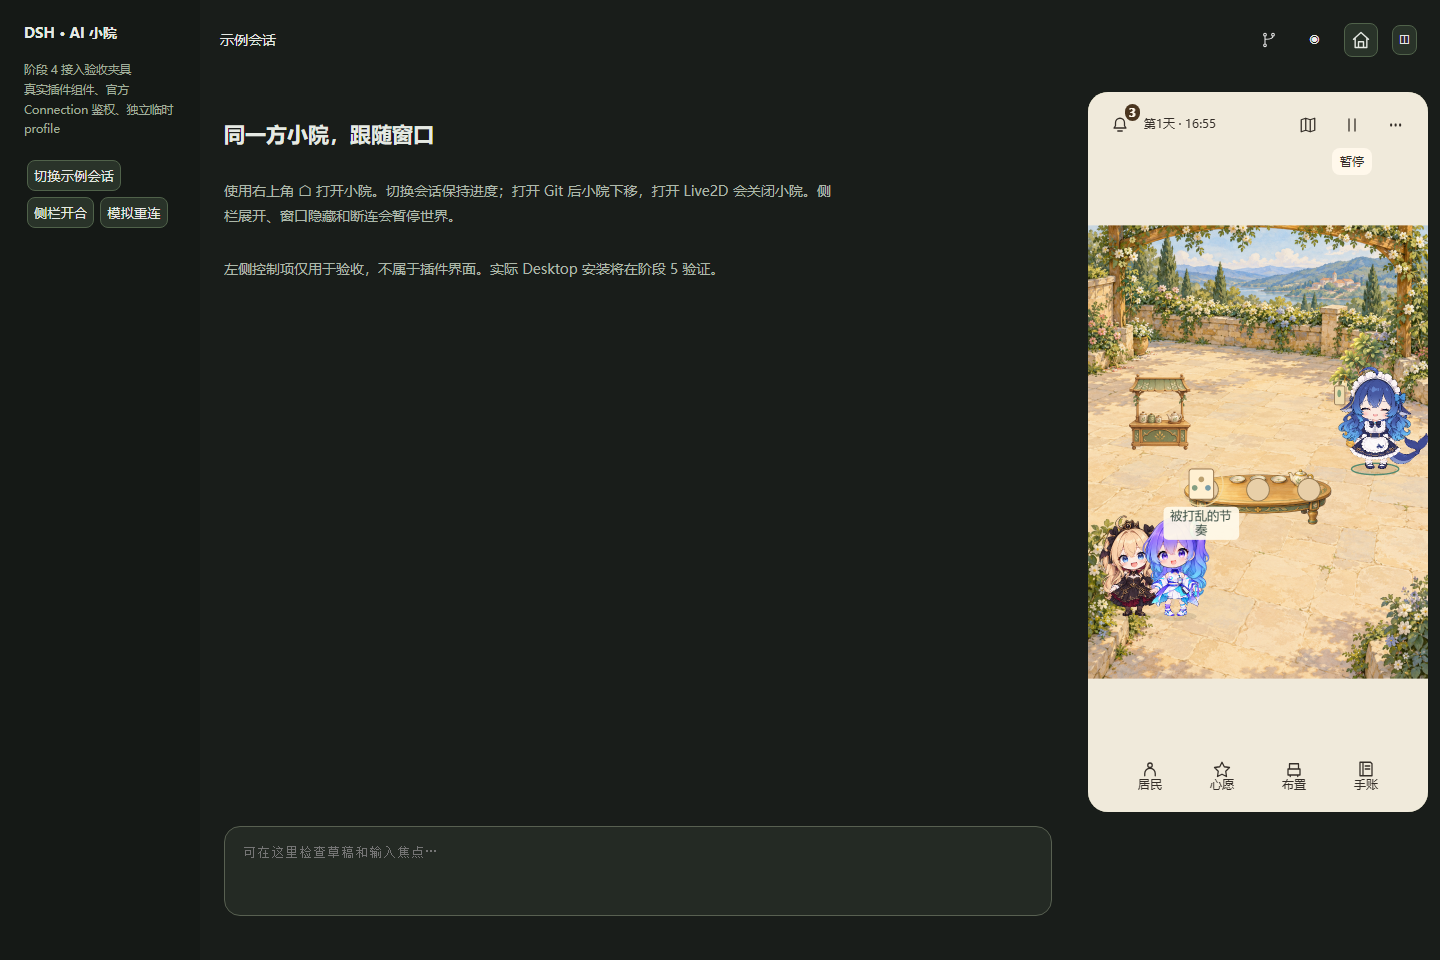 DSH • AI 小院
阶段 4 接入验收夹具
真实插件组件、官方
Connection 鉴权、独立临时
profile
切换示例会话
侧栏开合
模拟重连
示例会话
同一方小院，跟随窗口
使用右上角 ⌂ 打开小院。切换会话保持进度；打开 Git 后小院下移，打开 Live2D 会关闭小院。侧
栏展开、窗口隐藏和断连会暂停世界。
左侧控制项仅用于验收，不属于插件界面。实际 Desktop 安装将在阶段 5 验证。
可在这里检查草稿和输入焦点…
3
第1天 · 16:55
暂停
被打乱的节
奏
居民
心愿
布置
手账